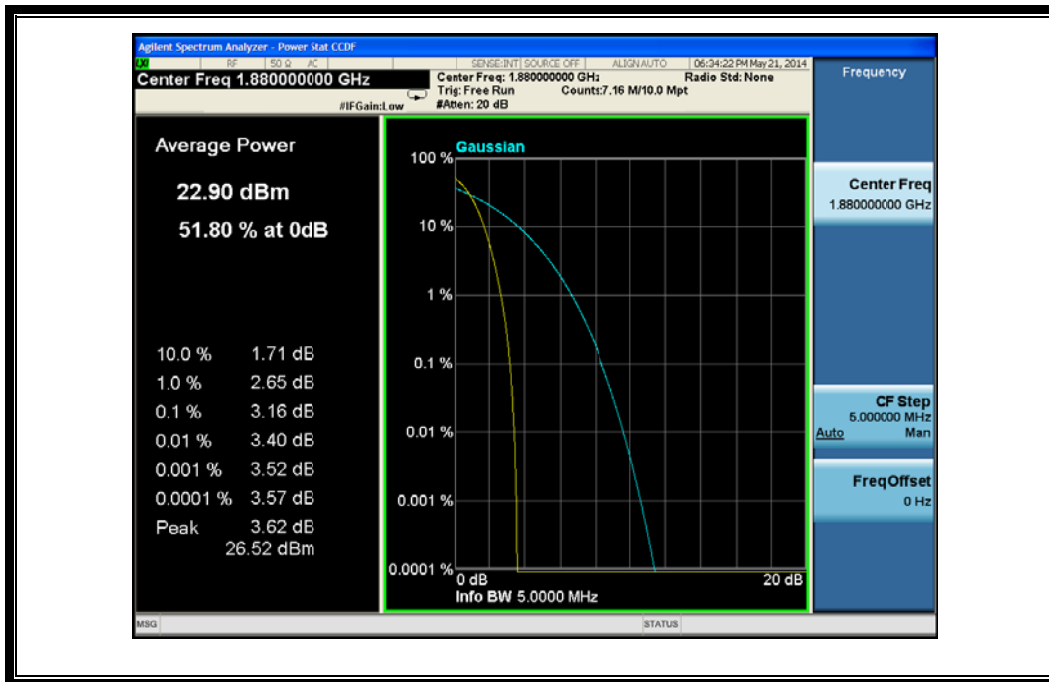 Agilent Spectrum Analyzer - Power Stat CCDF
LXI RF 50 Ω AC SENSE:INT SOURCE OFF ALIGN AUTO 06:34:22 PM May 21, 2014
Center Freq 1.880000000 GHz
#IFGain:Low
Center Freq: 1.880000000 GHz
Radio Std: None
Trig: Free Run
Counts:7.16 M/10.0 Mpt
#Atten: 20 dB
Average Power
22.90 dBm
51.80 % at 0dB
10.0 % 1.71 dB
1.0 % 2.65 dB
0.1 % 3.16 dB
0.01 % 3.40 dB
0.001 % 3.52 dB
0.0001 % 3.57 dB
Peak 3.62 dB
26.52 dBm
Gaussian
100 %
10 %
1 %
0.1 %
0.01 %
0.001 %
0.0001 %
0 dB
20 dB
Info BW 5.0000 MHz
Frequency
Center Freq
1.880000000 GHz
CF Step
5.000000 MHz
Auto Man
Freq Offset
0 Hz
MSG
STATUS